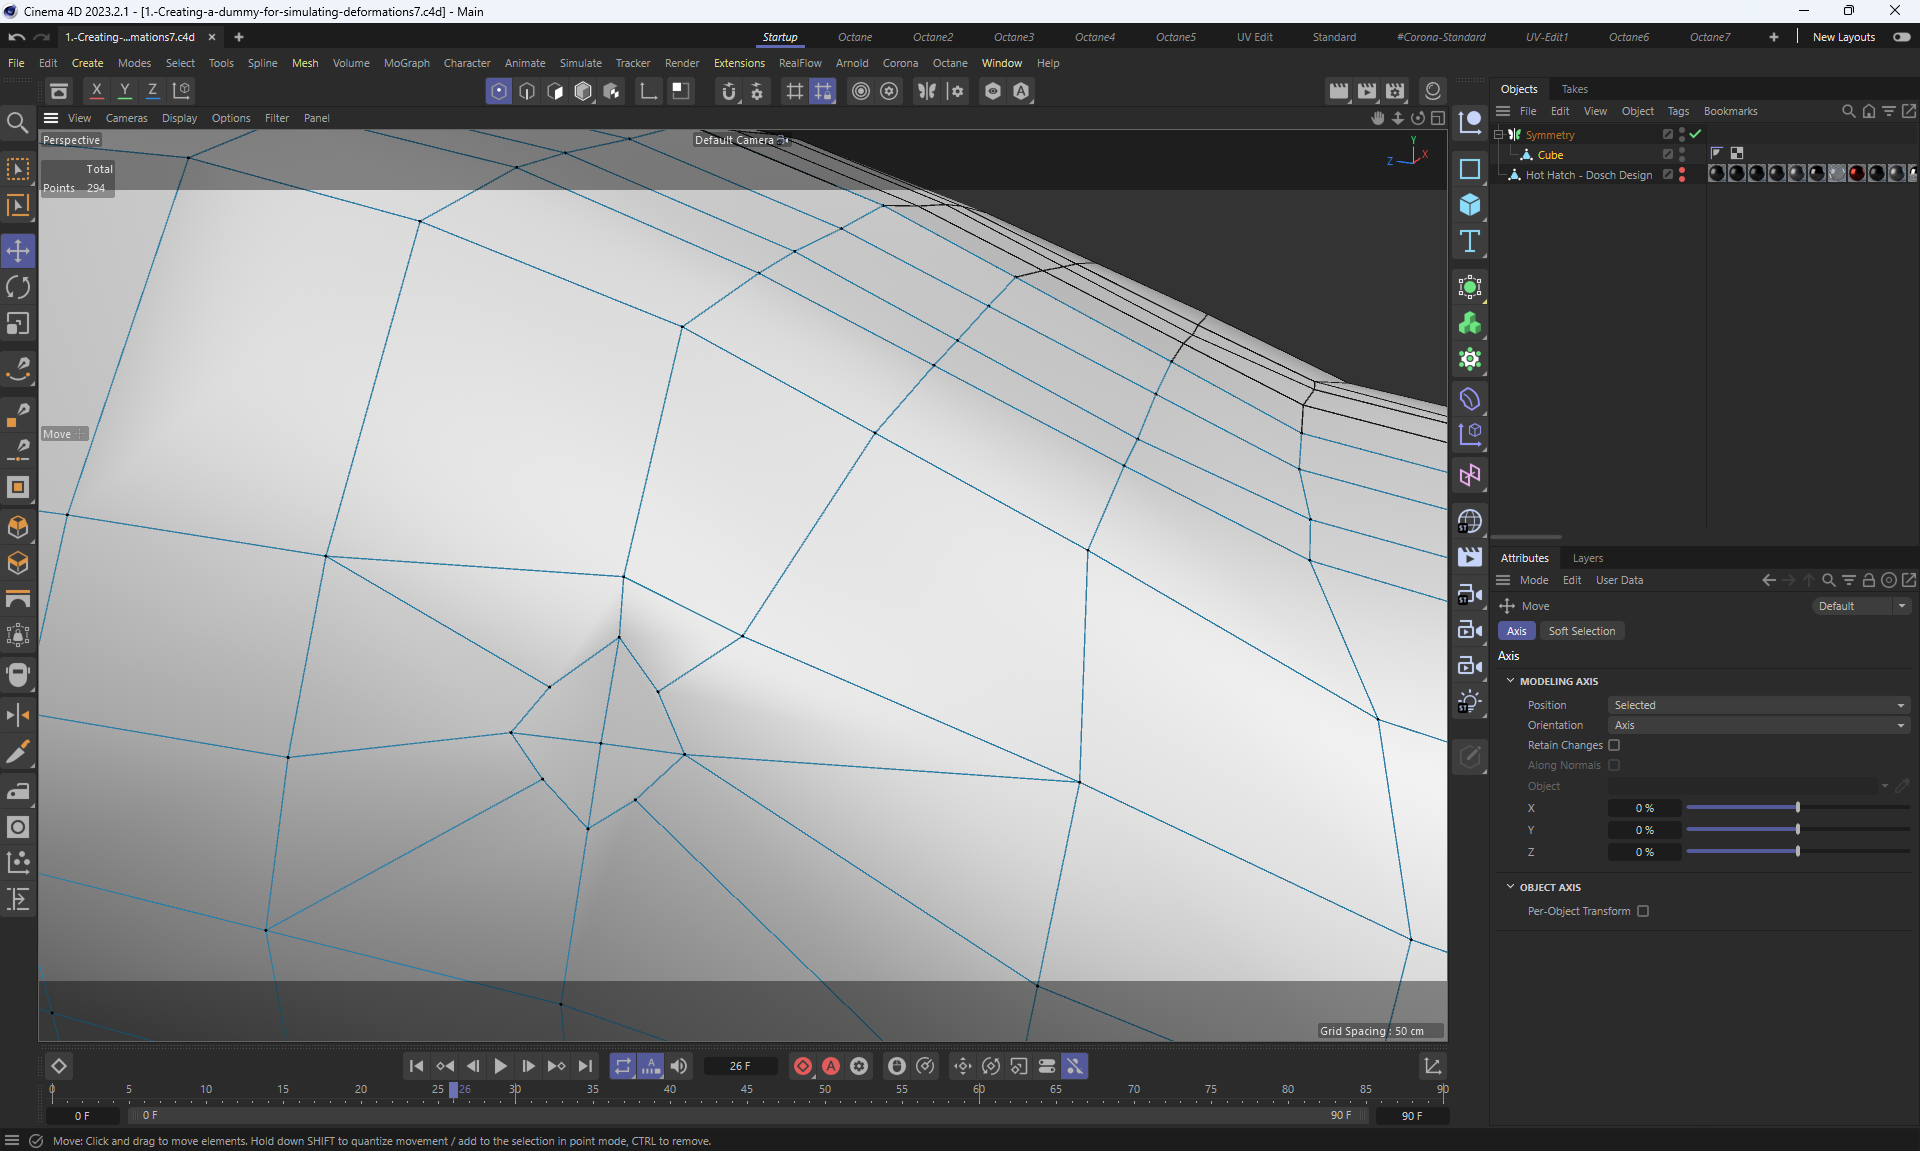 Cinema 4D 2023.2.1 - [1.-Creating-a-dummy-for-simulating-deformations7.c4d] - Main
1.-Creating-...mations7.c4d × + Startup Octane Octane2 Octane3 Octane4 Octane5 UV Edit Standard #Corona-Standard UV-Edit1 Octane6 Octane7 + New Layouts
File Edit Create Modes Select Tools Spline Mesh Volume MoGraph Character Animate Simulate Tracker Render Extensions RealFlow Arnold Corona Octane Window Help
X Y Z
Objects Takes
File Edit View Object Tags Bookmarks
View Cameras Display Options Filter Panel
Perspective Default Camera
Total
Points 294
Y
Z X
Symmetry
Cube
Hot Hatch - Dosch Design
Move
Attributes Layers
Mode Edit User Data
Move Default
Axis Soft Selection
Axis
MODELING AXIS
Position Selected
Orientation Axis
Retain Changes
Along Normals
Object
X 0 %
Y 0 %
Z 0 %
OBJECT AXIS
Per-Object Transform
Grid Spacing : 50 cm
26 F
0 5 10 15 20 25 26 30 35 40 45 50 55 60 65 70 75 80 85 90
0 F 0 F 90 F 90 F
Move: Click and drag to move elements. Hold down SHIFT to quantize movement / add to the selection in point mode, CTRL to remove.